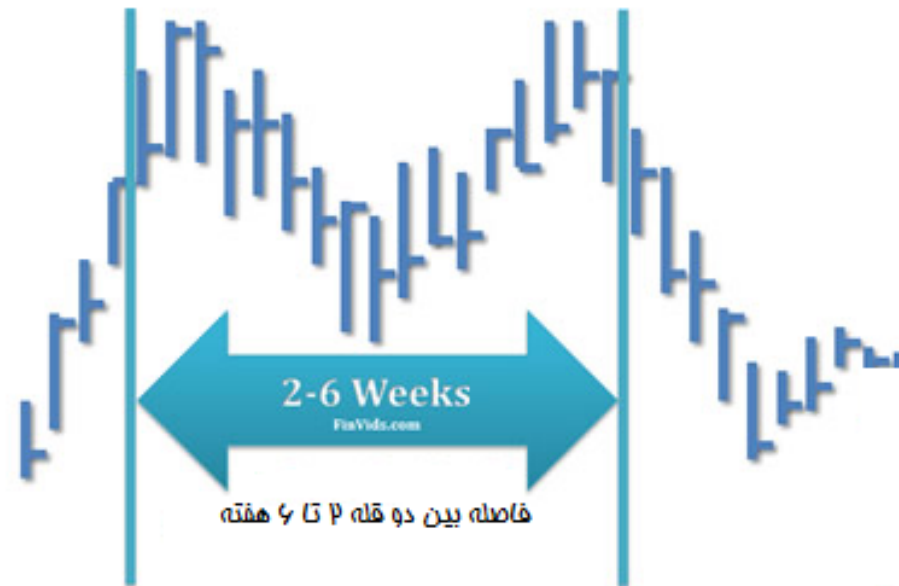 2-6 Weeks
FinVids.com
فاصله بین دو قله ۲ تا ۶ هفته